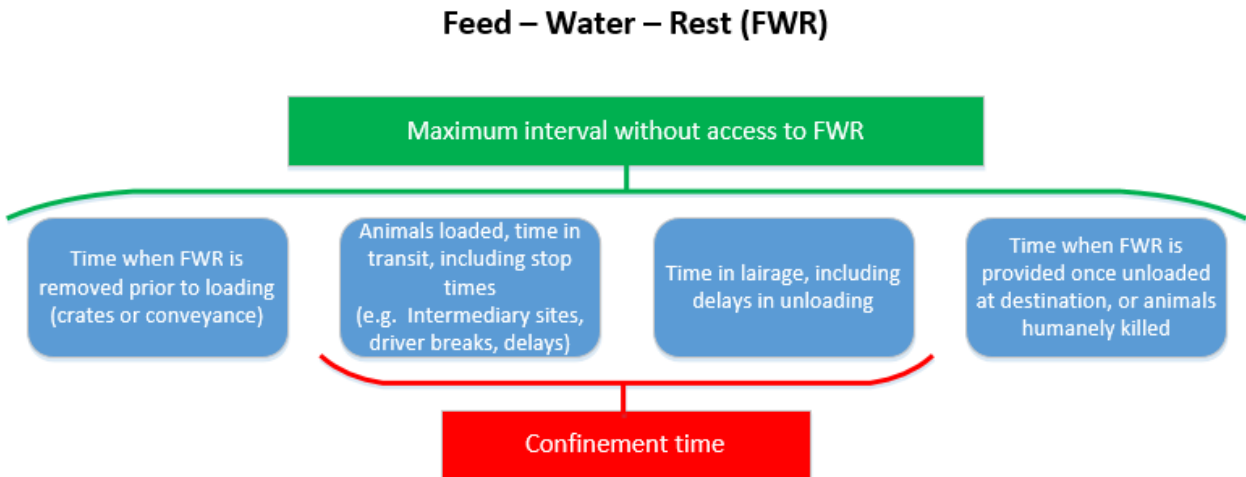 Feed – Water – Rest (FWR)
Maximum interval without access to FWR
Time when FWR is
removed prior to loading
(crates or conveyance)
Animals loaded, time in
transit, including stop
times
(e.g. Intermediary sites,
driver breaks, delays)
Time in lairage, including
delays in unloading
Time when FWR is
provided once unloaded
at destination, or animals
humanely killed
Confinement time